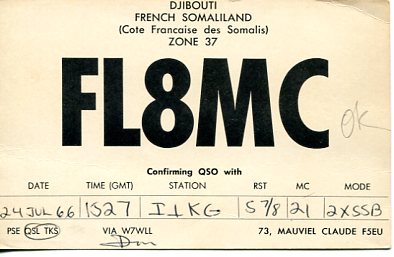 DJIBOUTI
FRENCH SOMALILAND
(Cote Francaise des Somalis)
ZONE 37
FL8MC
OK
Confirming QSO with
DATE TIME (GMT) STATION RST MC MODE
24 JUL 66 1527 I1KG 5 7/8 21 2XSSB
PSE QSL TKS VIA W7WLL 73, MAUVIEL CLAUDE F5EU